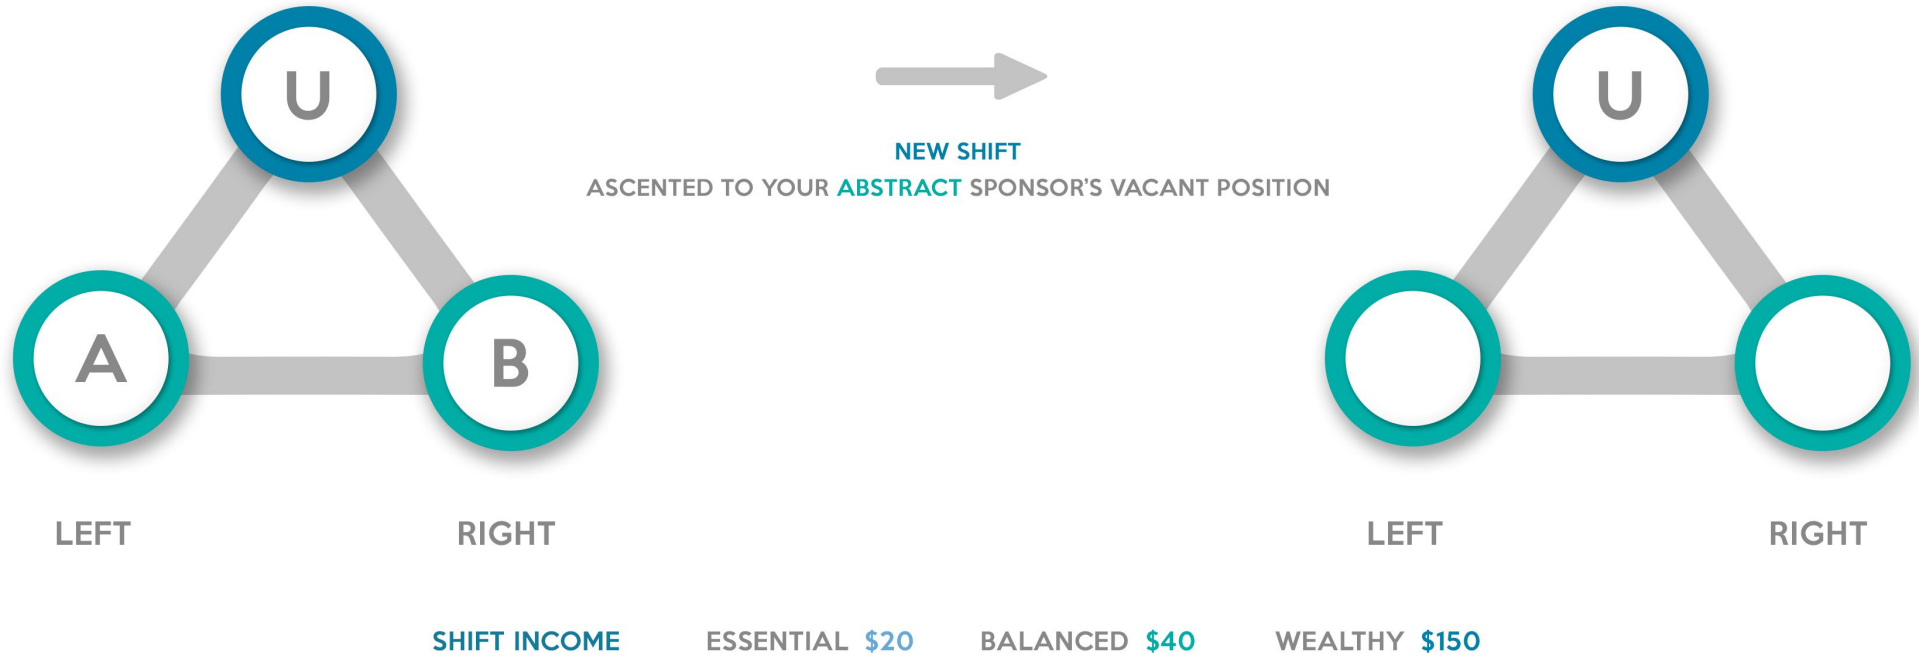 U
U
NEW SHIFT
ASCENTED TO YOUR ABSTRACT SPONSOR'S VACANT POSITION
A
B
LEFT
RIGHT
LEFT
RIGHT
SHIFT INCOME ESSENTIAL $20 BALANCED $40 WEALTHY $150